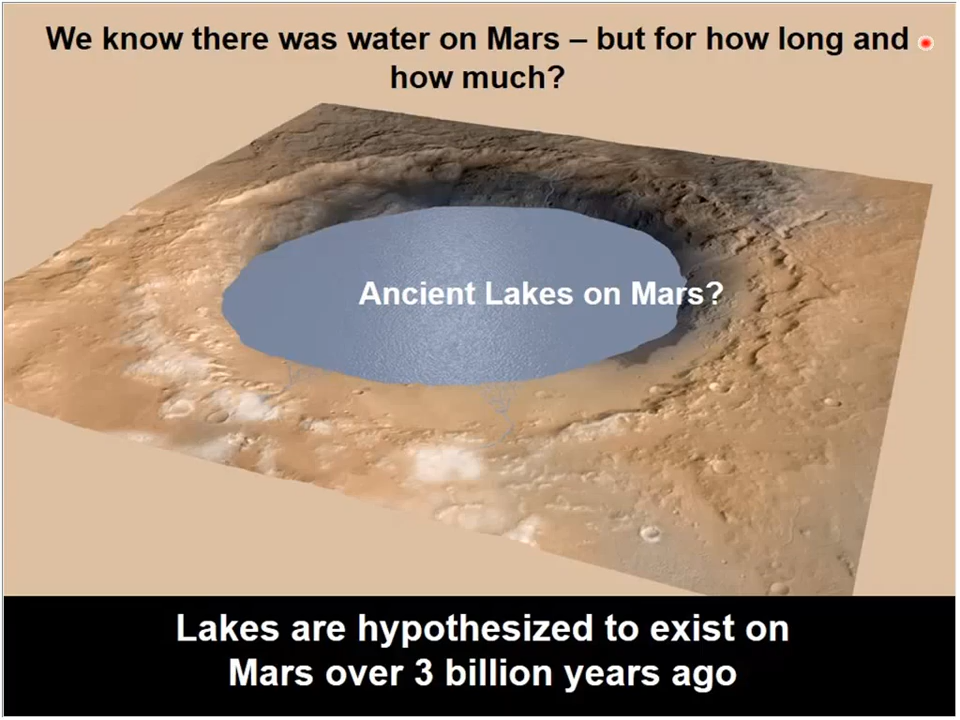 We know there was water on Mars – but for how long and
how much?
Ancient Lakes on Mars?
Lakes are hypothesized to exist on
Mars over 3 billion years ago